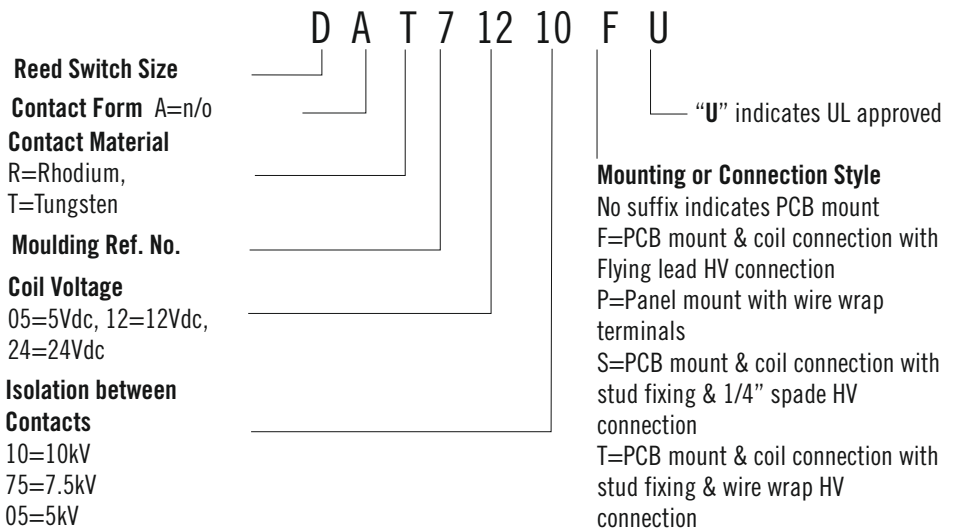 D A T 7 12 10 F U
Reed Switch Size
Contact Form A=n/o
Contact Material
R=Rhodium,
T=Tungsten
Moulding Ref. No.
Coil Voltage
05=5Vdc, 12=12Vdc,
24=24Vdc
Isolation between
Contacts
10=10kV
75=7.5kV
05=5kV
“U” indicates UL approved
Mounting or Connection Style
No suffix indicates PCB mount
F=PCB mount & coil connection with
Flying lead HV connection
P=Panel mount with wire wrap
terminals
S=PCB mount & coil connection with
stud fixing & 1/4” spade HV
connection
T=PCB mount & coil connection with
stud fixing & wire wrap HV
connection